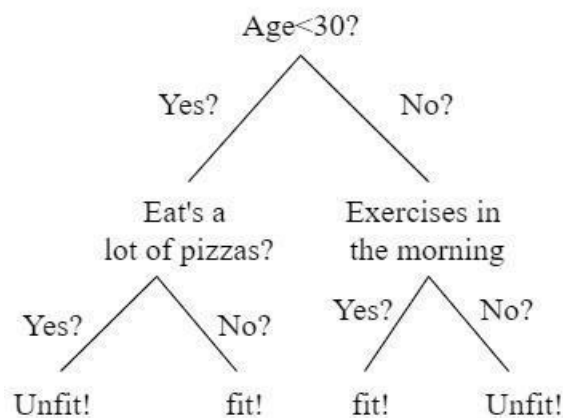 Age<30?
Yes?
No?
Eat's a
lot of pizzas?
Exercises in
the morning
Yes?
No?
Yes?
No?
Unfit!
fit!
fit!
Unfit!